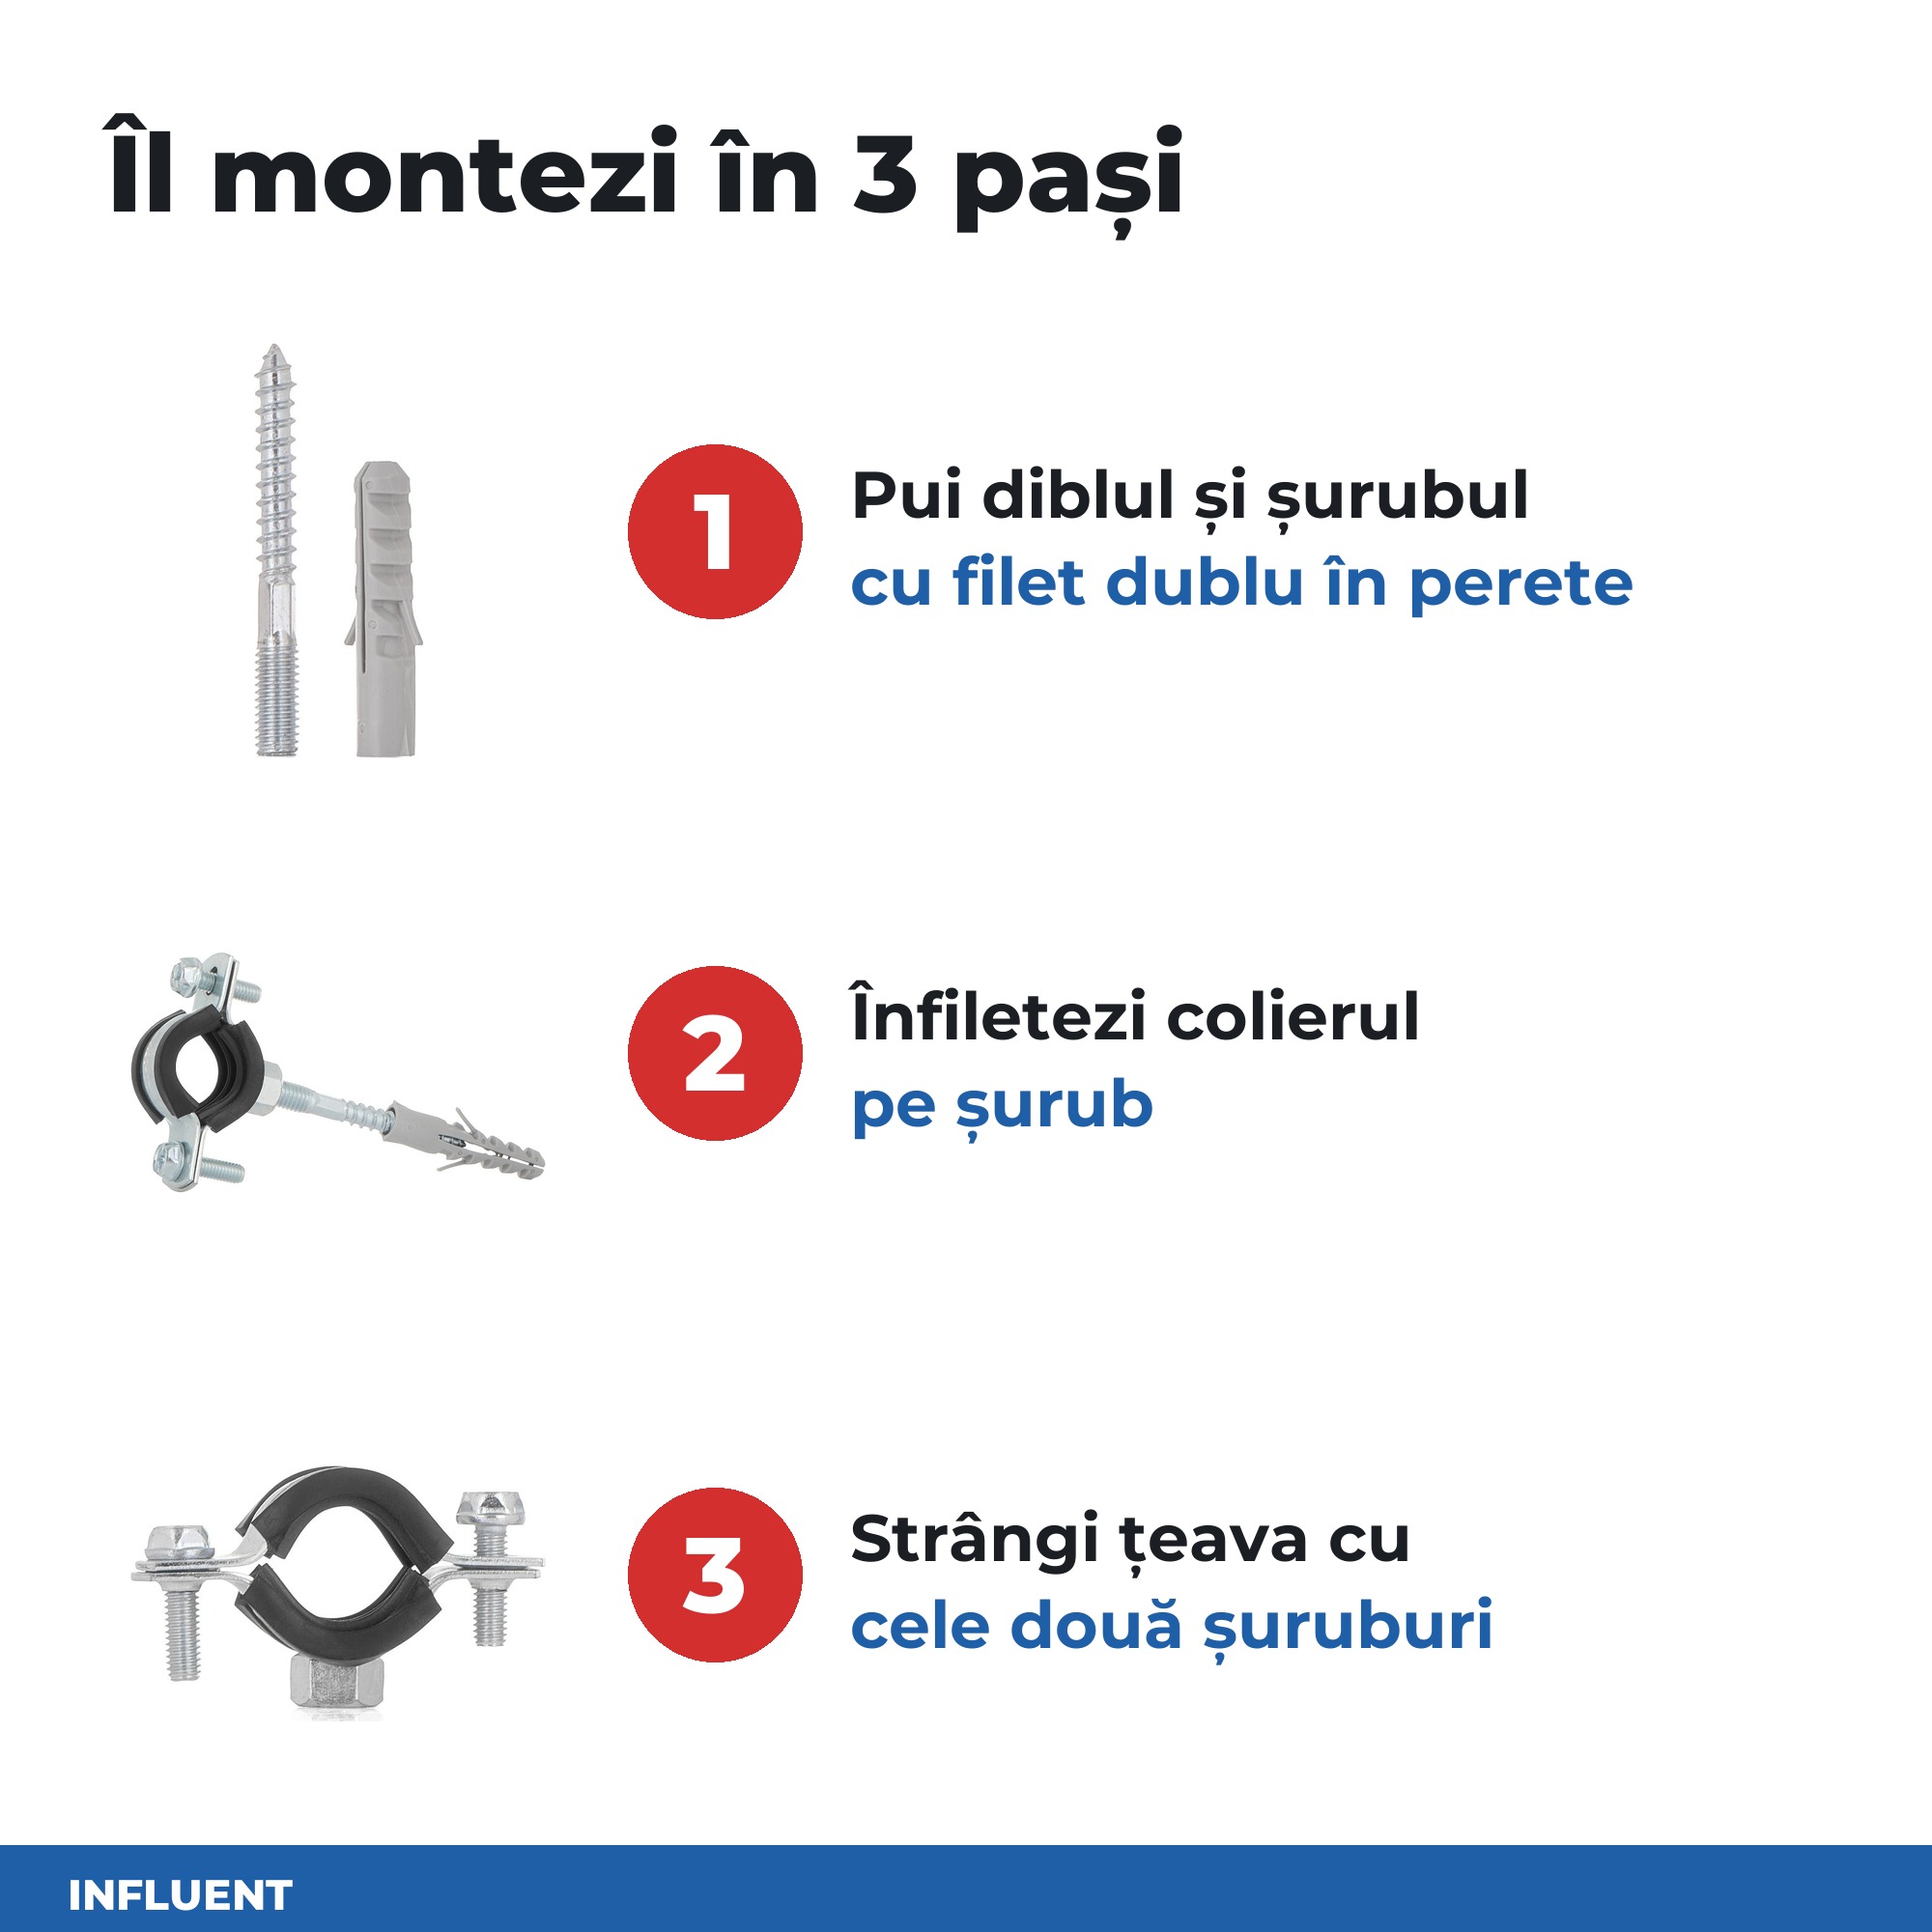 Îl montezi în 3 pași
1
Pui diblul și șurubul
cu filet dublu în perete
2
Înfiletezi colierul
pe șurub
3
Strângi țeava cu
cele două șuruburi
INFLUENT